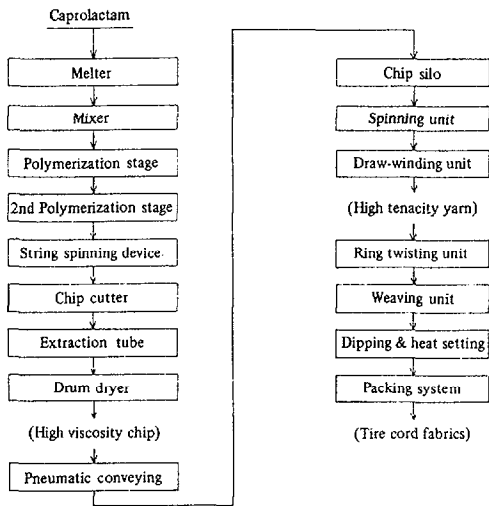 Caprolactam
Melter
Mixer
Polymerization stage
2nd Polymerization stage
String spinning device
Chip cutter
Extraction tube
Drum dryer
(High viscosity chip)
Pneumatic conveying
Chip silo
Spinning unit
Draw-winding unit
(High tenacity yarn)
Ring twisting unit
Weaving unit
Dipping & heat setting
Packing system
(Tire cord fabrics)